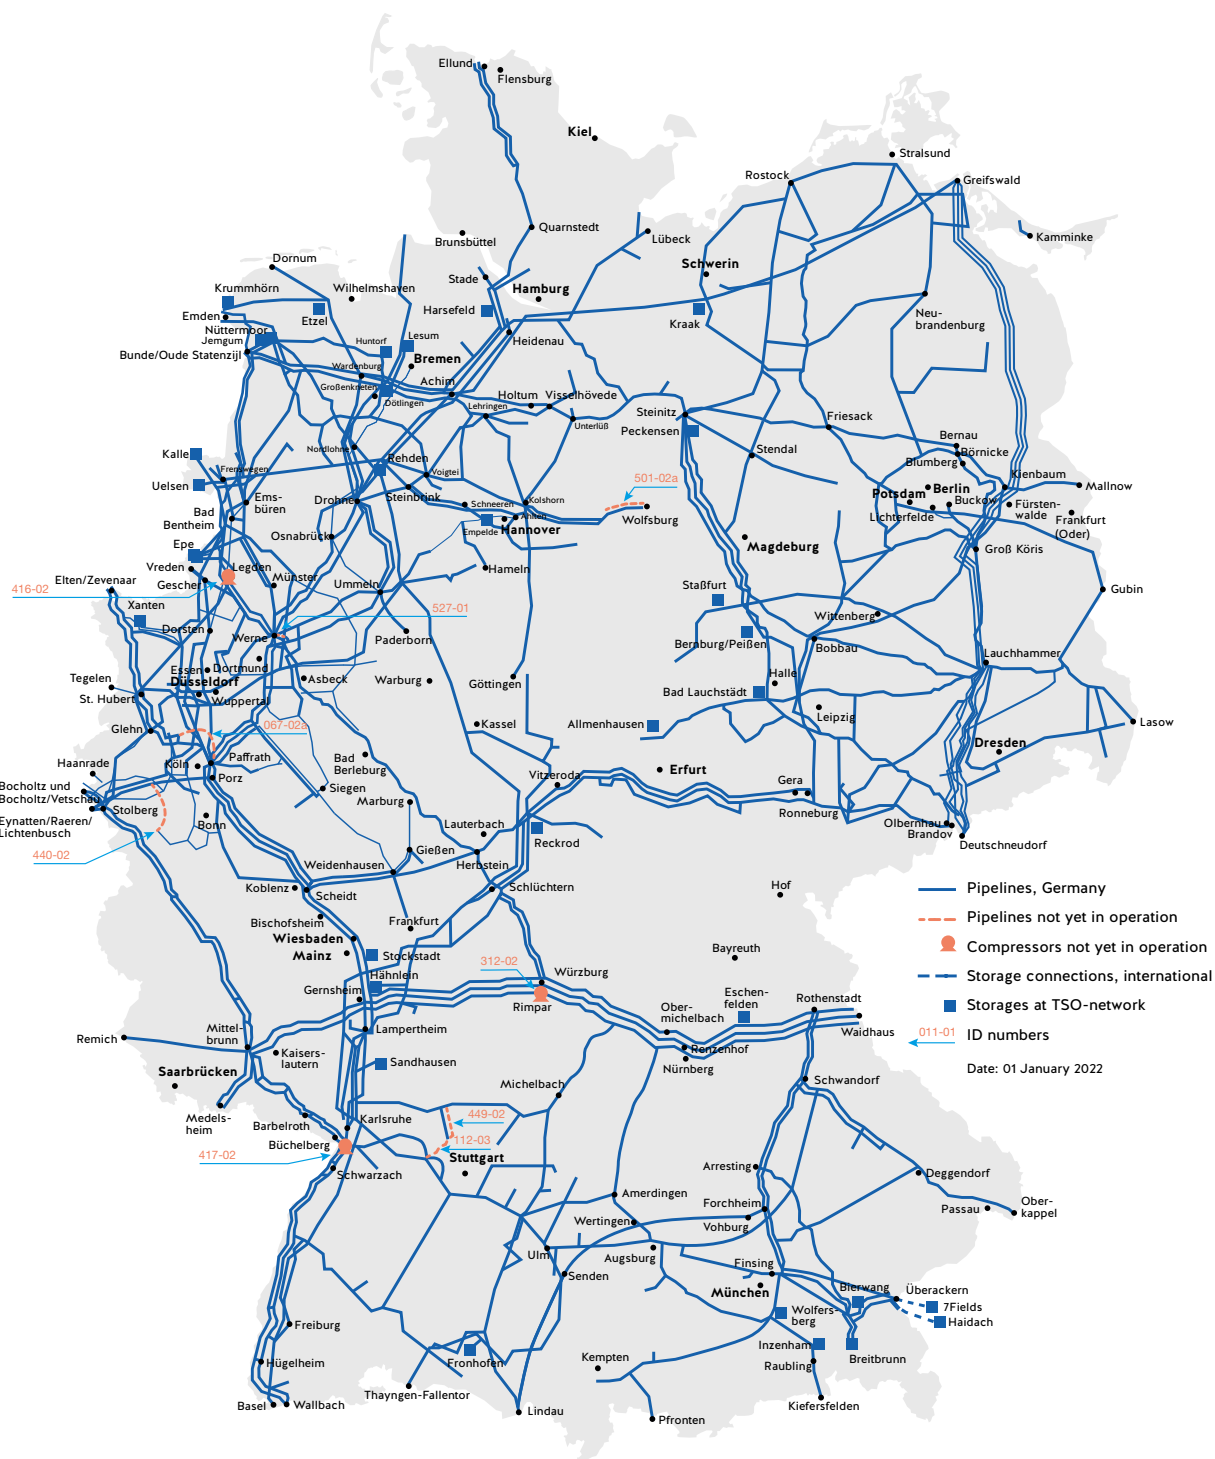 Ellund
Flensburg
Kiel
Stralsund
Rostock
Greifswald
Quarnstedt
Brunsbüttel
Lübeck
Kamminke
Dornum
Schwerin
Krummhörn
Wilhelmshaven
Stade
Hamburg
Etzel
Harsefeld
Kraak
Emden
Neu-
brandenburg
Nüttermoor
Jemgum
Huntorf
Lesum
Heidenau
Bunde/Oude Statenzijl
Bremen
Wardenburg
Großenkneten
Achim
Dötlingen
Holtum
Visselhövede
Lehringen
Unterlüß
Steinitz
Friesack
Peckensen
Bernau
Börnicke
Blumberg
Stendal
Kalle
Nordlohne
Rehden
Frenswegen
Voigtei
Uelsen
501-02a
Kienbaum
Mallnow
Potsdam
Berlin
Buckow
Ems-
büren
Drohne
Steinbrink
Schneeren
Kolshorn
Ahlten
Wolfsburg
Lichterfelde
Fürsten-
walde
Frankfurt
(Oder)
Bad
Bentheim
Empelde
Hannover
Osnabrück
Magdeburg
Groß Köris
Epe
Vreden
Legden
Elten/Zevenaar
Gescher
Münster
Ummeln
Hameln
Staßfurt
Gubin
416-02
Xanten
527-01
Wittenberg
Dorsten
Werne
Paderborn
Bernburg/Peißen
Bobbau
Lauchhammer
Essen
Dortmund
Tegelen
Düsseldorf
Asbeck
Warburg
Göttingen
Halle
Bad Lauchstädt
St. Hubert
Wuppertal
Leipzig
Glehn
067-02a
Kassel
Allmenhausen
Lasow
Dresden
Haanrade
Köln
Paffrath
Bad
Berleburg
Porz
Vitzeroda
Erfurt
Gera
Bocholtz und
Bocholtz/Vetschau
Siegen
Stolberg
Marburg
Ronneburg
Eynatten/Raeren/
Lichtenbusch
Bonn
Lauterbach
Reckrod
Olbernhau
Brandov
Deutschneudorf
440-02
Weidenhausen
Gießen
Herbstein
Koblenz
Scheidt
Schlüchtern
Hof
Pipelines, Germany
Bischofsheim
Frankfurt
Pipelines not yet in operation
Wiesbaden
Mainz
Stockstadt
Bayreuth
Compressors not yet in operation
312-02
Hähnlein
Würzburg
Storage connections, international
Gernsheim
Rimpar
Eschen-
felden
Rothenstadt
Storages at TSO-network
Ober-
michelbach
Mittel-
brunn
Lampertheim
Waidhaus
011-01
ID numbers
Remich
Kaisers-
lautern
Renzenhof
Nürnberg
Sandhausen
Date: 01 January 2022
Saarbrücken
Michelbach
Schwandorf
Medels-
heim
Barbelroth
Karlsruhe
449-02
Büchelberg
112-03
417-02
Stuttgart
Schwarzach
Arresting
Deggendorf
Amerdingen
Forchheim
Passau
Ober-
kappel
Wertingen
Vohburg
Ulm
Augsburg
Finsing
Senden
München
Bierwang
Überackern
7Fields
Haidach
Wolfers-
berg
Freiburg
Inzenham
Breitbrunn
Hügelheim
Fronhofen
Kempten
Raubling
Thayngen-Fallentor
Basel
Wallbach
Lindau
Pfronten
Kiefersfelden